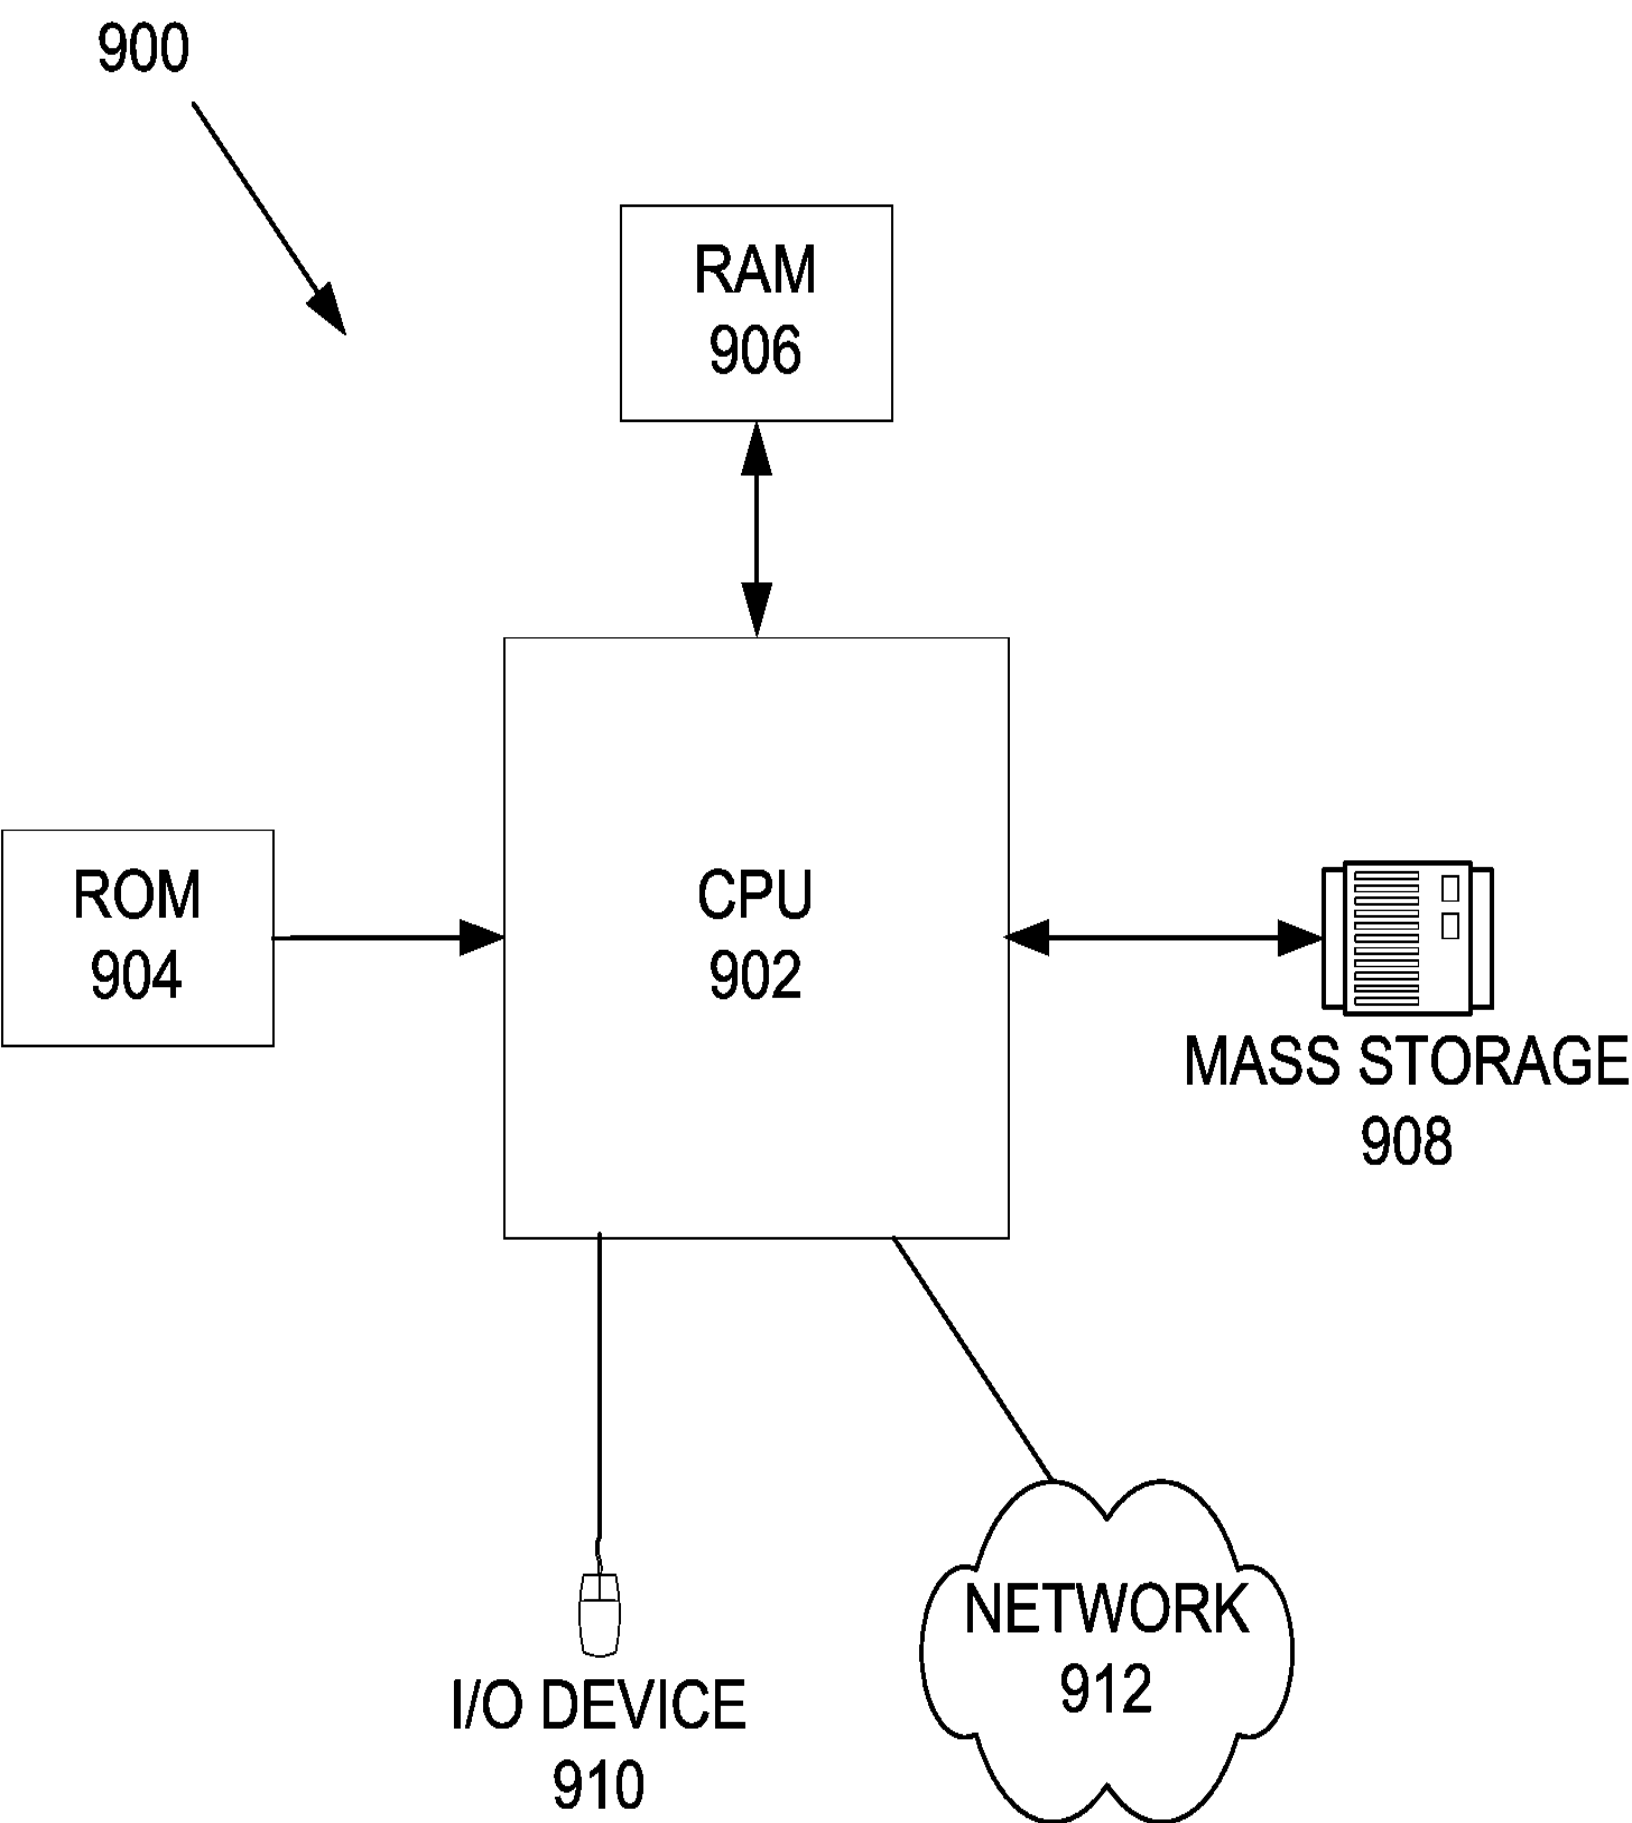 900
RAM
906
ROM
904
CPU
902
MASS STORAGE
908
I/O DEVICE
910
NETWORK
912